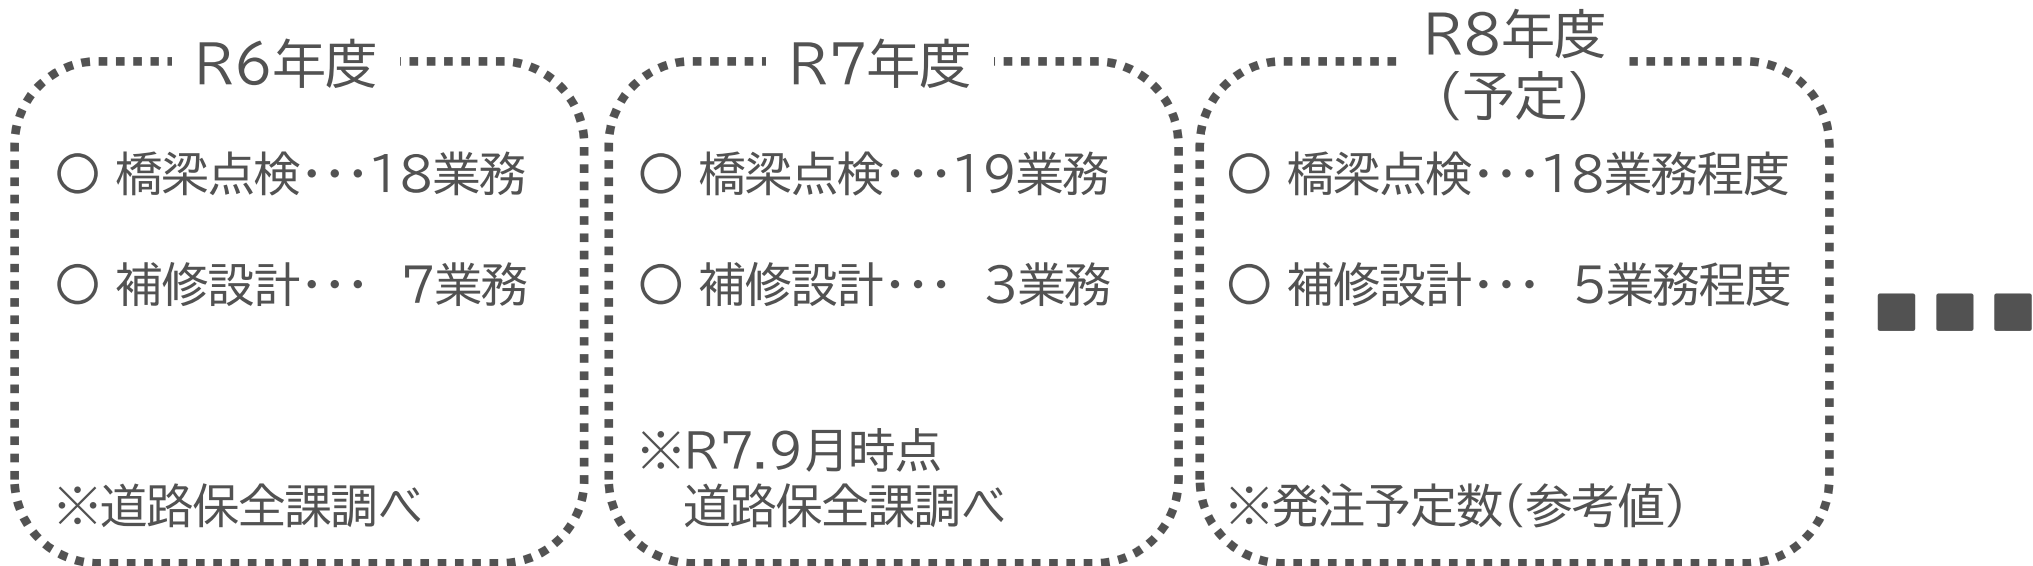 R6年度
○ 橋梁点検･･･18業務
○ 補修設計･･･　7業務
※道路保全課調べ
R7年度
○ 橋梁点検･･･19業務
○ 補修設計･･･　3業務
※R7.9月時点
道路保全課調べ
R8年度
（予定）
○ 橋梁点検･･･18業務程度
○ 補修設計･･･　5業務程度
※発注予定数（参考値）